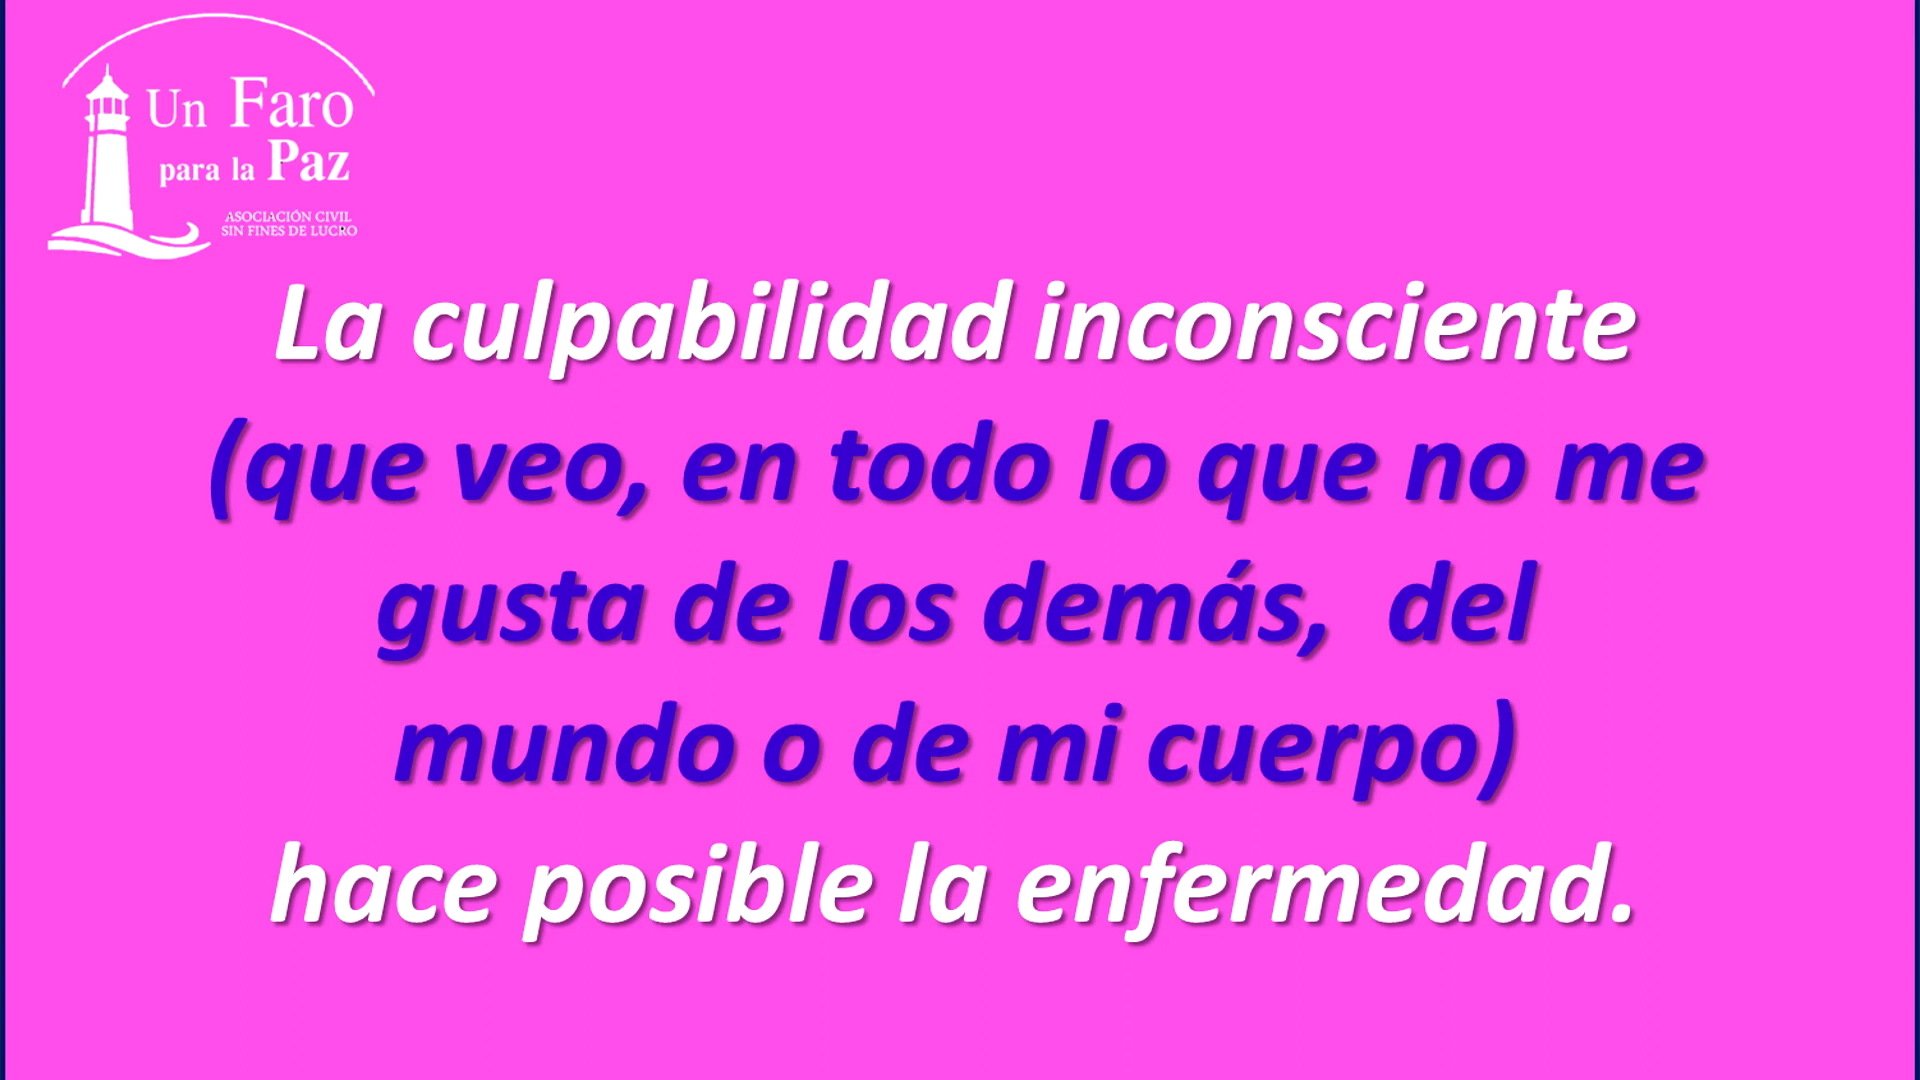 Un Faro
para la Paz
ASOCIACIÓN CIVIL
SIN FINES DE LUCRO
La culpabilidad inconsciente
(que veo, en todo lo que no me
gusta de los demás,  del
mundo o de mi cuerpo)
hace posible la enfermedad.